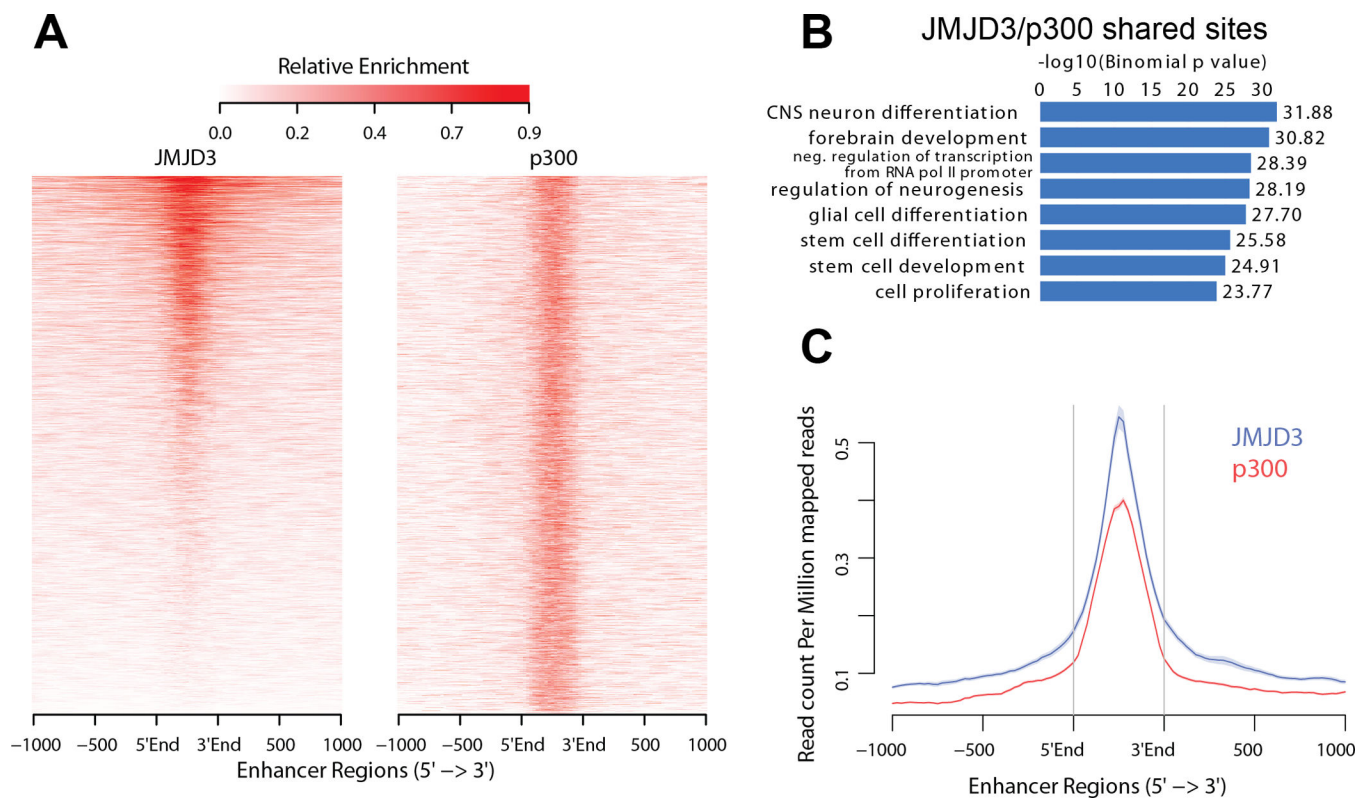 A
Relative Enrichment
0.0 0.2 0.4 0.7 0.9
JMJD3
p300
−1000 −500 5'End 3'End 500 1000
−1000 −500 5'End 3'End 500 1000
Enhancer Regions (5' −> 3')
B
JMJD3/p300 shared sites
-log10(Binomial p value)
0 5 10 15 20 25 30
CNS neuron differentiation 31.88
forebrain development 30.82
neg. regulation of transcription
from RNA pol II promoter 28.39
regulation of neurogenesis 28.19
glial cell differentiation 27.70
stem cell differentiation 25.58
stem cell development 24.91
cell proliferation 23.77
C
Read count Per Million mapped reads
0.5
0.3
0.1
JMJD3
p300
−1000 −500 5'End 3'End 500 1000
Enhancer Regions (5' −> 3')